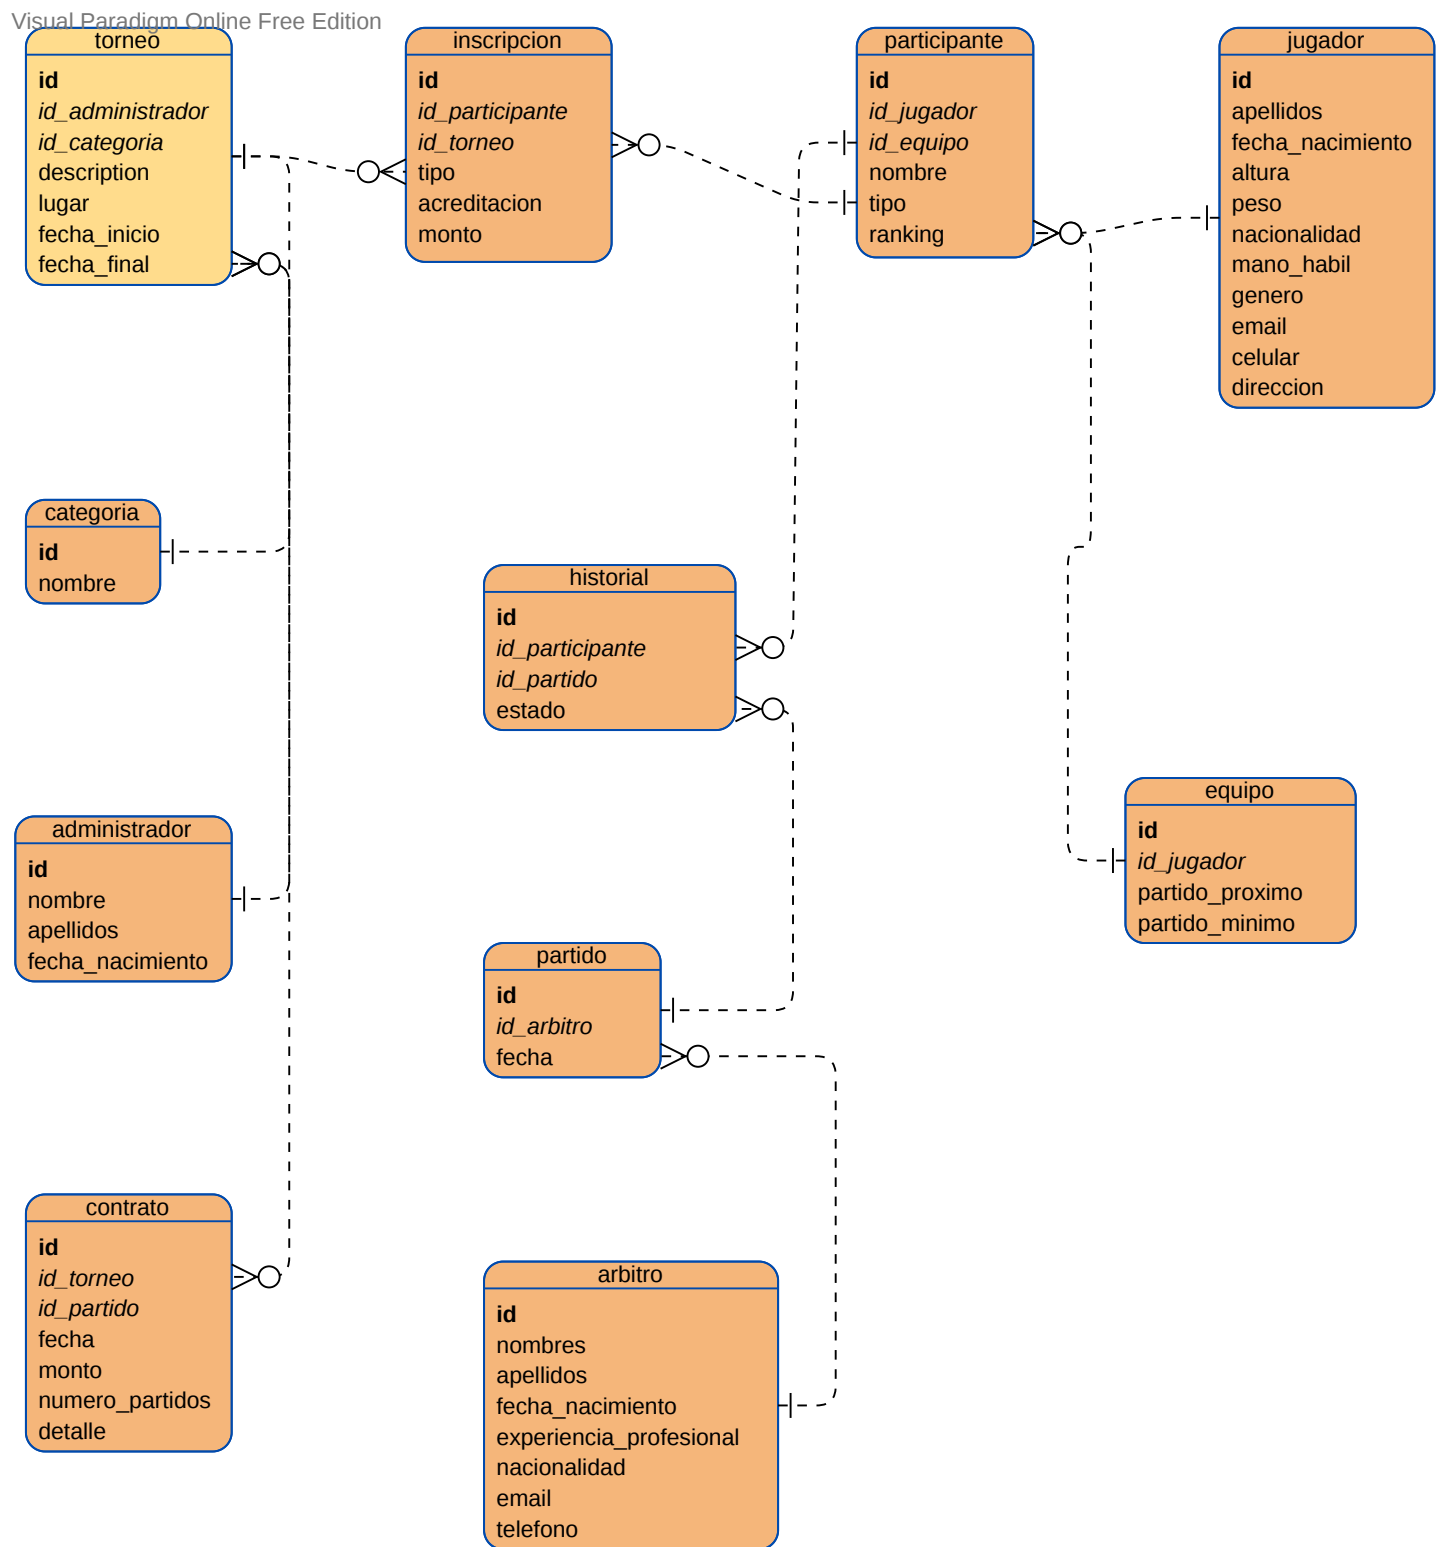 Visual Paradigm Online Free Edition
torneo
id
id_administrador
id_categoria
description
lugar
fecha_inicio
fecha_final
inscripcion
id
id_participante
id_torneo
tipo
acreditacion
monto
participante
id
id_jugador
id_equipo
nombre
tipo
ranking
jugador
id
apellidos
fecha_nacimiento
altura
peso
nacionalidad
mano_habil
genero
email
celular
direccion
categoria
id
nombre
historial
id
id_participante
id_partido
estado
equipo
id
id_jugador
partido_proximo
partido_minimo
administrador
id
nombre
apellidos
fecha_nacimiento
partido
id
id_arbitro
fecha
contrato
id
id_torneo
id_partido
fecha
monto
numero_partidos
detalle
arbitro
id
nombres
apellidos
fecha_nacimiento
experiencia_profesional
nacionalidad
email
telefono